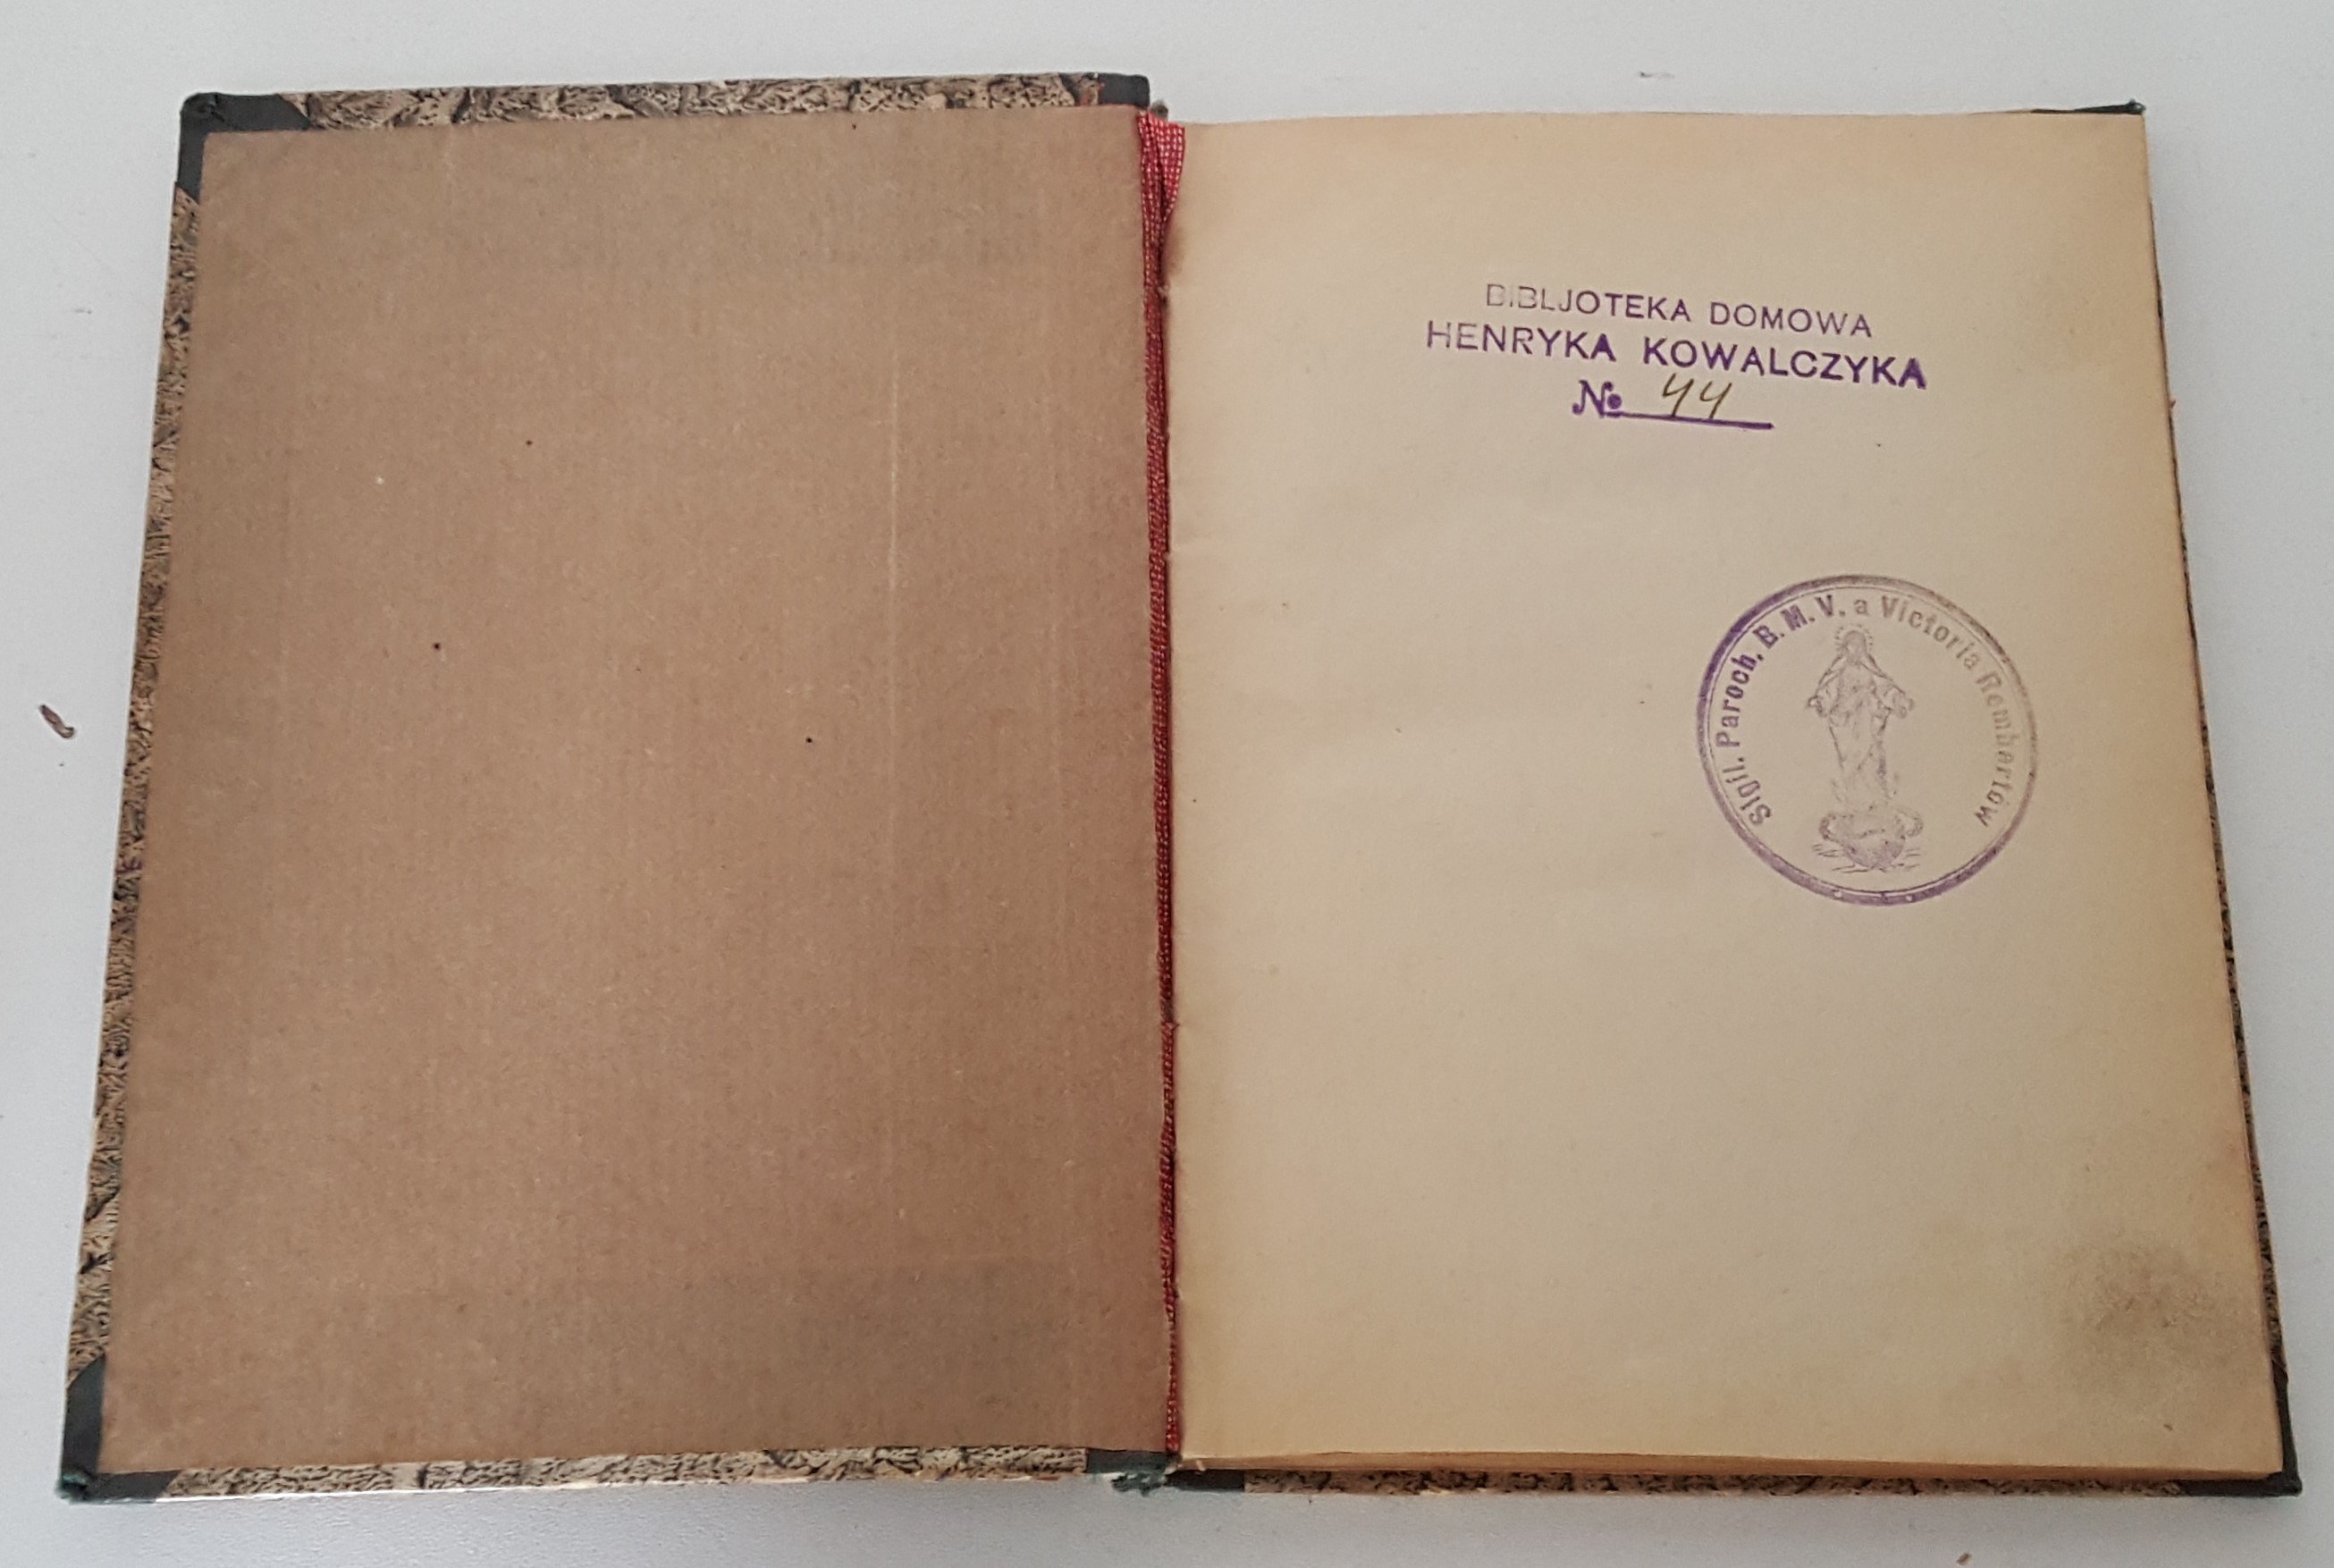 BIBLJOTEKA DOMOWA
HENRYKA KOWALCZYKA
№ 44
Sigil. Paroch. B. M. V. a Victoria Rembertów